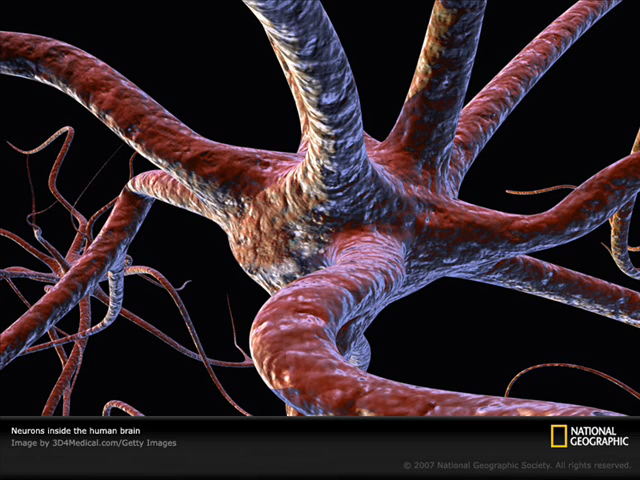 Neurons inside the human brain
Image by 3D4Medical.com/Getty Images
NATIONAL
GEOGRAPHIC
© 2007 National Geographic Society. All rights reserved.